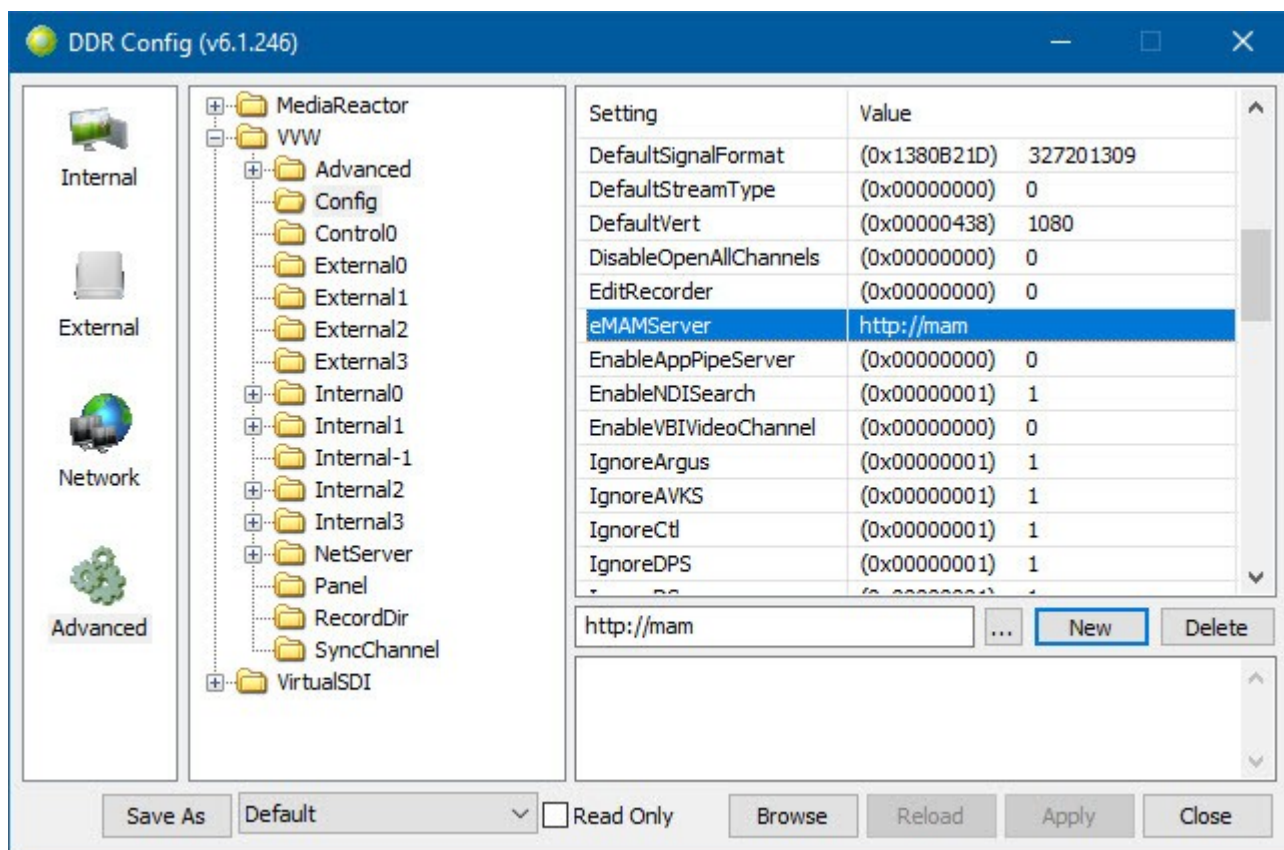 DDR Config (v6.1.246)
Internal
External
Network
Advanced
MediaReactor
VVW
Advanced
Config
Control0
External0
External1
External2
External3
Internal0
Internal1
Internal-1
Internal2
Internal3
NetServer
Panel
RecordDir
SyncChannel
VirtualSDI
Setting Value
DefaultSignalFormat (0x1380B21D) 327201309
DefaultStreamType (0x00000000) 0
DefaultVert (0x00000438) 1080
DisableOpenAllChannels (0x00000000) 0
EditRecorder (0x00000000) 0
eMAMServer http://mam
EnableAppPipeServer (0x00000000) 0
EnableNDISearch (0x00000001) 1
EnableVBIVideoChannel (0x00000000) 0
IgnoreArgus (0x00000001) 1
IgnoreAVKS (0x00000001) 1
IgnoreCtl (0x00000001) 1
IgnoreDPS (0x00000001) 1
http://mam ... New Delete
Save As Default Read Only Browse Reload Apply Close